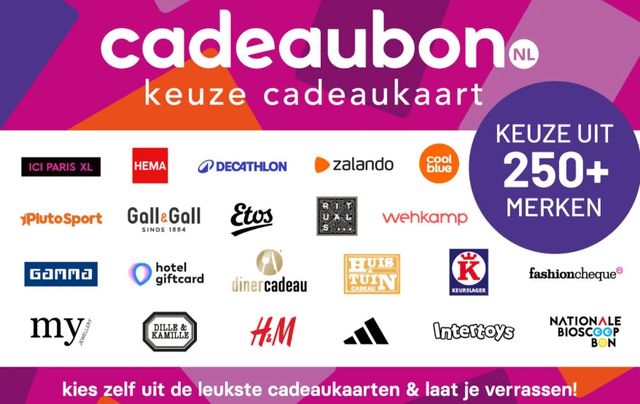 cadeaubon.NL
keuze cadeaukaart
KEUZE UIT
250+
MERKEN
ICI PARIS XL
HEMA
DECATHLON
zalando
cool
blue
PlutoSport
Gall&Gall
SINDS 1884
Etos
RITUALS...
wehkamp
GAMMA
hotel
giftcard
dinercadeau
HUIS
&
TUIN
CADEAU
K
KEURSLAGER
fashioncheque
my
JEWELLERY
DILLE &
KAMILLE
H&M
Intertoys
NATIONALE
BIOSCOOP
BON
kies zelf uit de leukste cadeaukaarten & laat je verrassen!